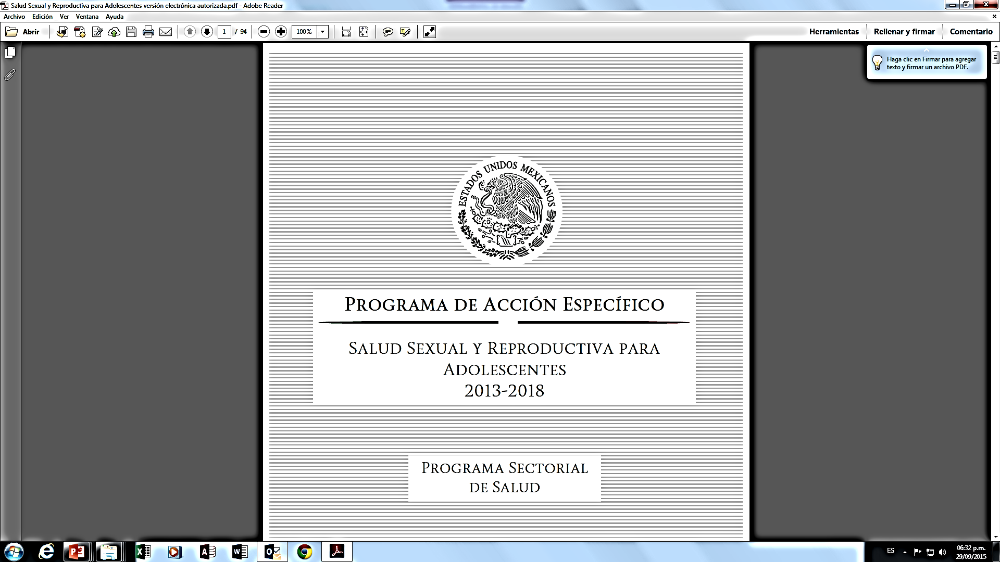 Salud Sexual y Reproductiva para Adolescentes versión electrónica autorizada.pdf - Adobe Reader
Archivo Edición Ver Ventana Ayuda
Abrir 1 / 94 100% Herramientas Rellenar y firmar Comentario
Haga clic en Firmar para agregar
texto y firmar un archivo PDF.
ESTADOS UNIDOS MEXICANOS
PROGRAMA DE ACCIÓN ESPECÍFICO
SALUD SEXUAL Y REPRODUCTIVA PARA
ADOLESCENTES
2013-2018
PROGRAMA SECTORIAL
DE SALUD
ES
06:32 p.m.
29/09/2015